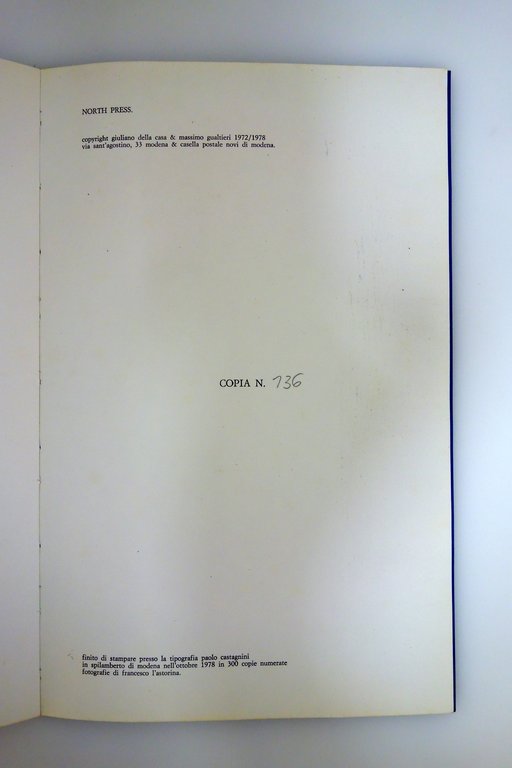 NORTH PRESS.
copyright giuliano della casa & massimo gualtieri 1972/1978
via sant'agostino, 33 modena & casella postale novi di modena.
COPIA N. 136
finito di stampare presso la tipografia paolo castagnini
in spilamberto di modena nell'ottobre 1978 in 300 copie numerate
fotografie di francesco l'astorina.